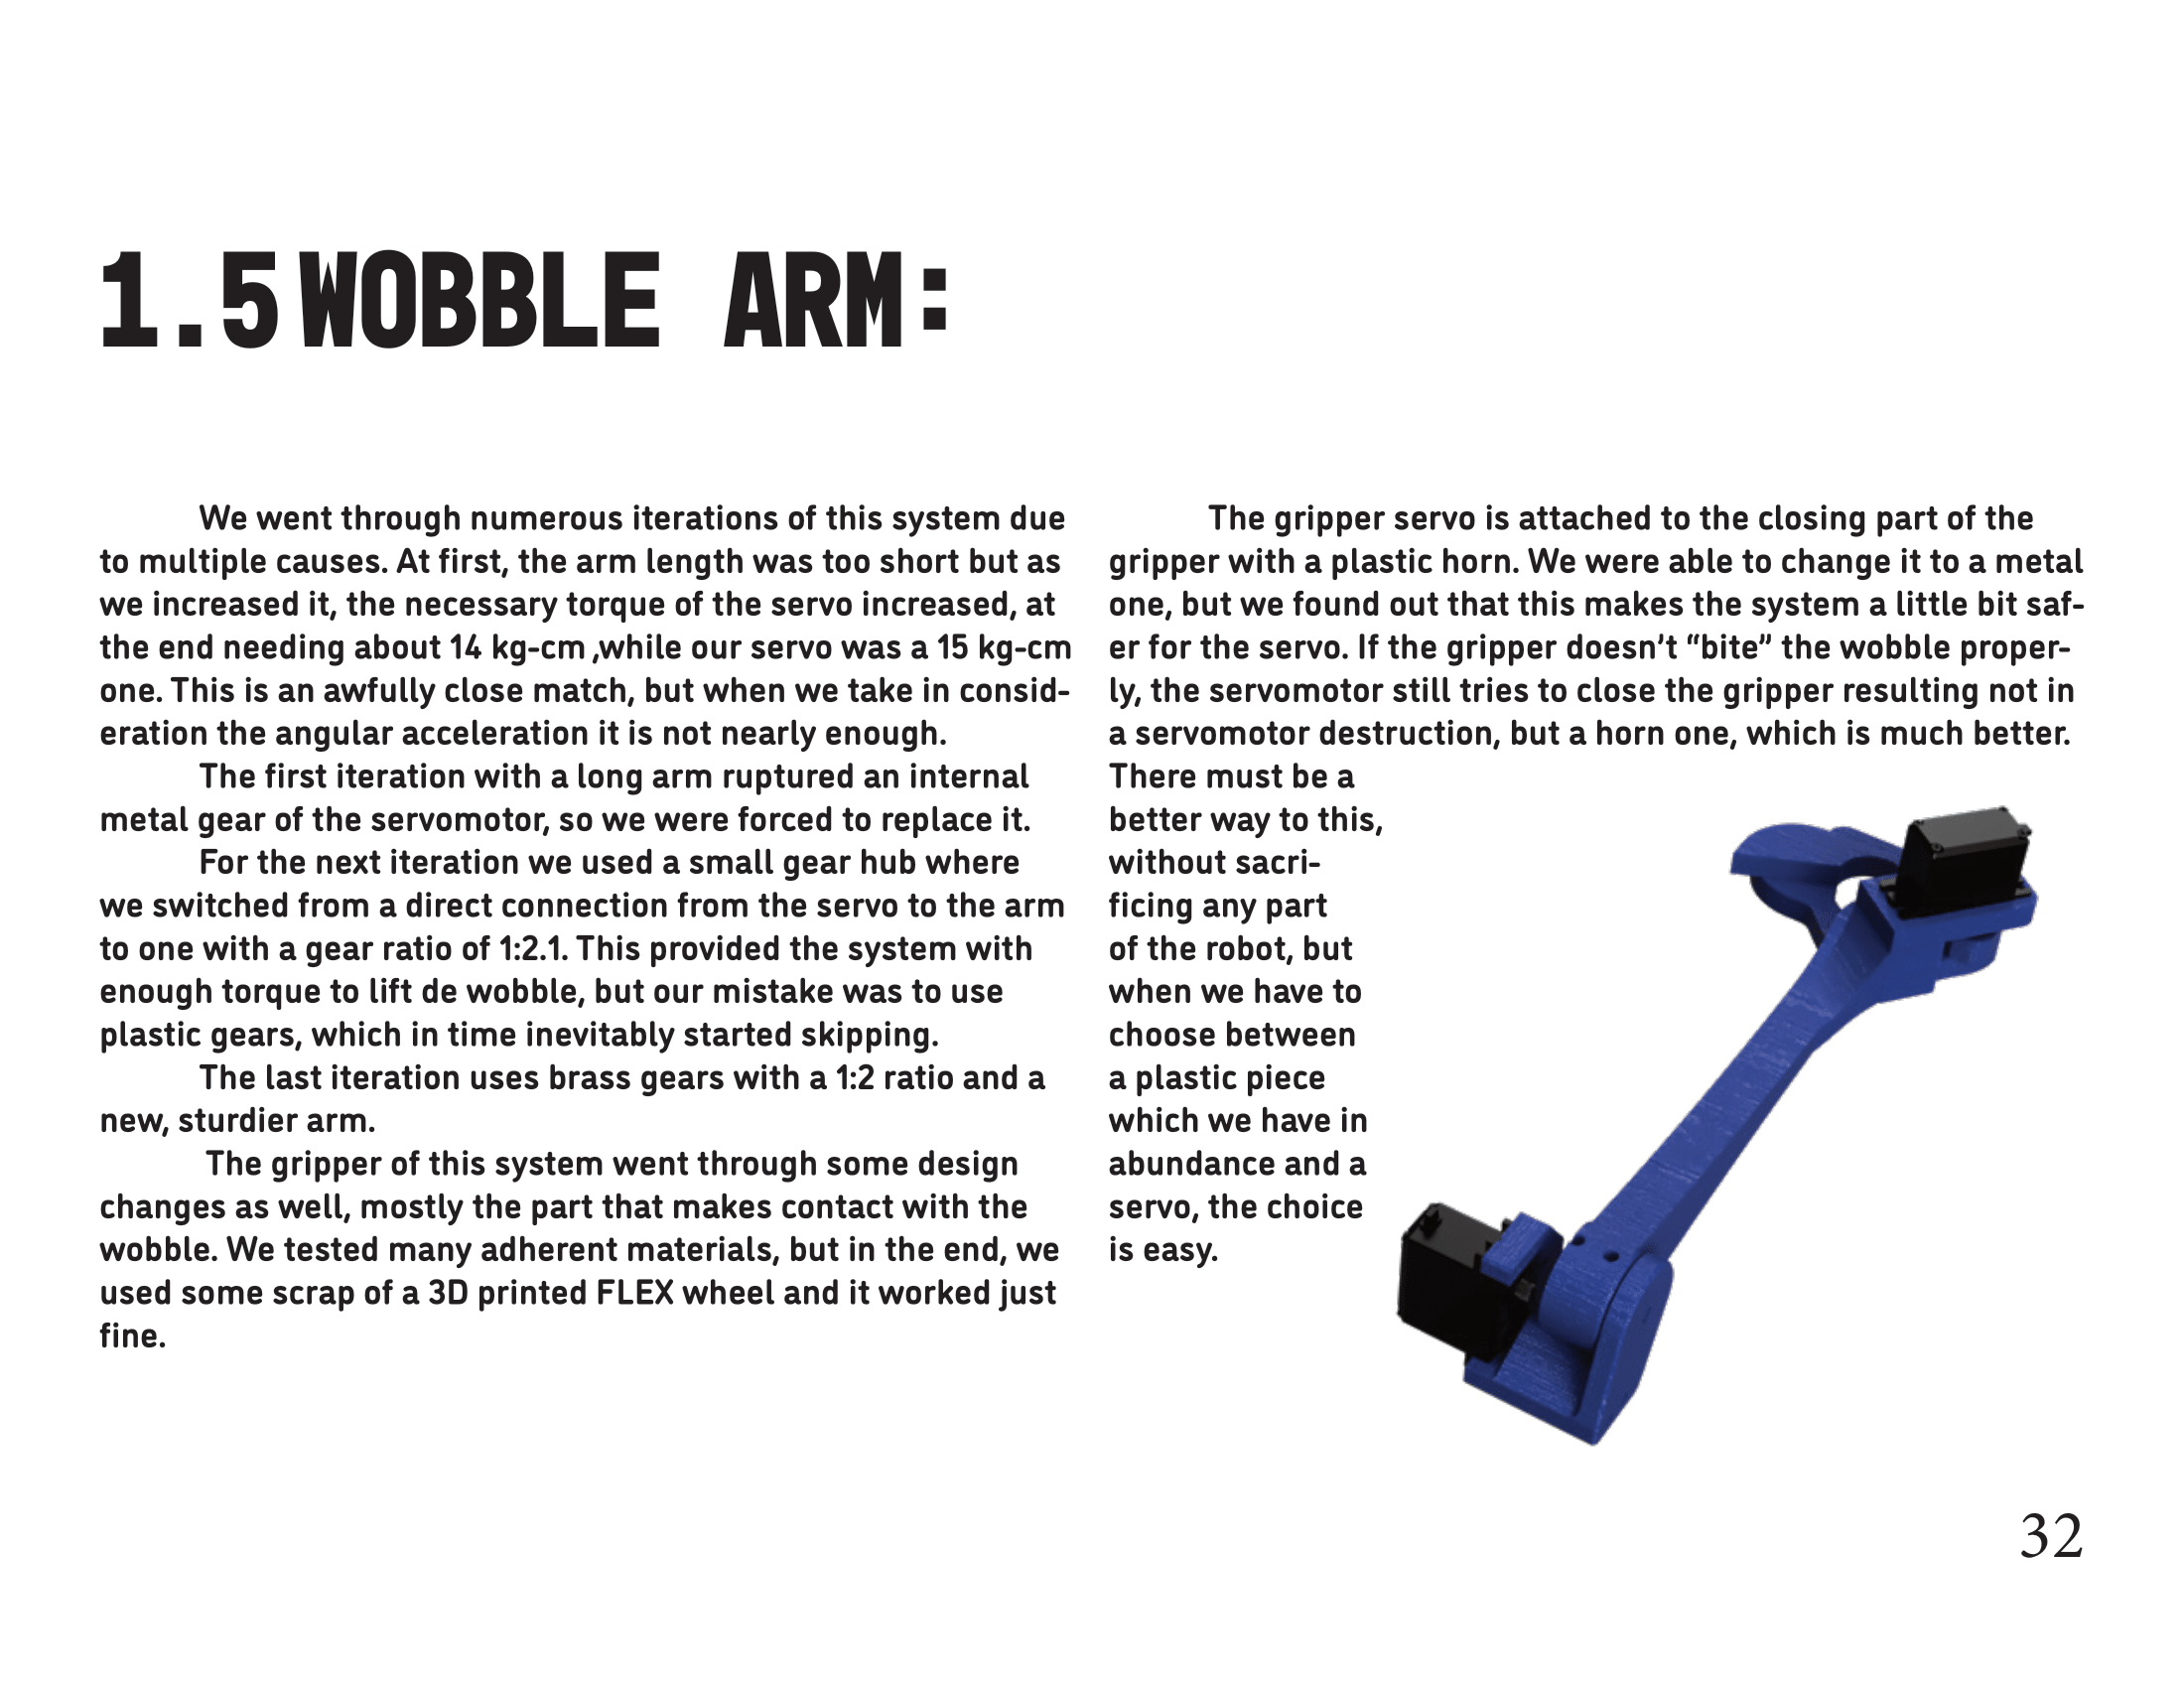 1.5 WOBBLE ARM:
We went through numerous iterations of this system due
to multiple causes. At first, the arm length was too short but as
we increased it, the necessary torque of the servo increased, at
the end needing about 14 kg-cm ,while our servo was a 15 kg-cm
one. This is an awfully close match, but when we take in consid-
eration the angular acceleration it is not nearly enough.
The first iteration with a long arm ruptured an internal
metal gear of the servomotor, so we were forced to replace it.
For the next iteration we used a small gear hub where
we switched from a direct connection from the servo to the arm
to one with a gear ratio of 1:2.1. This provided the system with
enough torque to lift de wobble, but our mistake was to use
plastic gears, which in time inevitably started skipping.
The last iteration uses brass gears with a 1:2 ratio and a
new, sturdier arm.
The gripper of this system went through some design
changes as well, mostly the part that makes contact with the
wobble. We tested many adherent materials, but in the end, we
used some scrap of a 3D printed FLEX wheel and it worked just
fine.
The gripper servo is attached to the closing part of the
gripper with a plastic horn. We were able to change it to a metal
one, but we found out that this makes the system a little bit saf-
er for the servo. If the gripper doesn’t “bite” the wobble proper-
ly, the servomotor still tries to close the gripper resulting not in
a servomotor destruction, but a horn one, which is much better.
There must be a
better way to this,
without sacri-
ficing any part
of the robot, but
when we have to
choose between
a plastic piece
which we have in
abundance and a
servo, the choice
is easy.
32